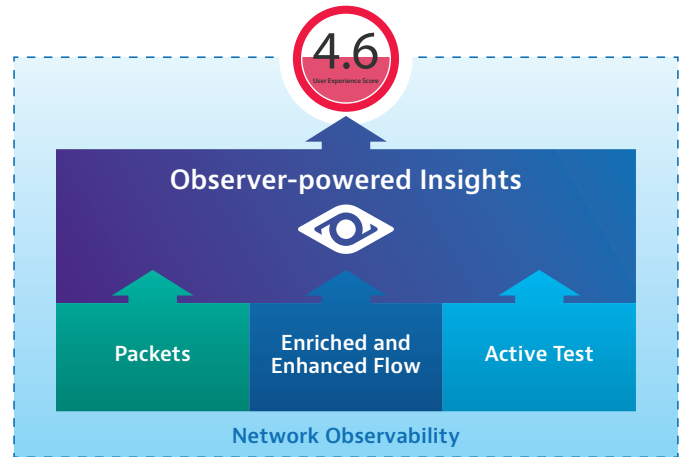 4.6
User Experience Score
Observer-powered Insights
Packets
Enriched and
Enhanced Flow
Active Test
Network Observability